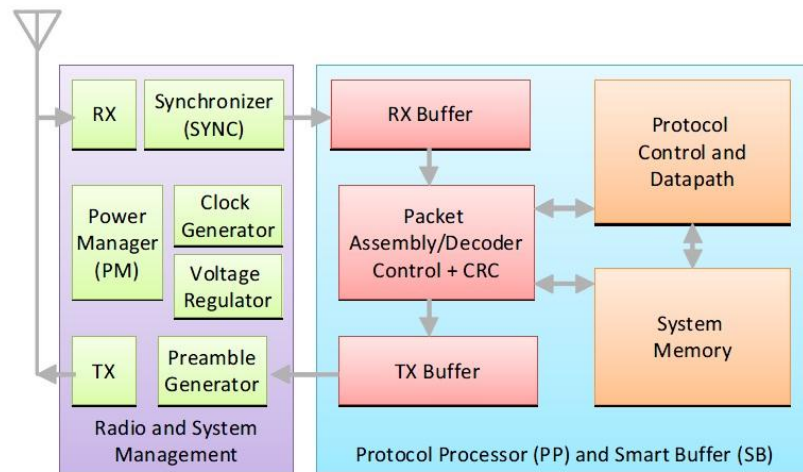 RX
Synchronizer
(SYNC)
RX Buffer
Protocol
Control and
Datapath
Power
Manager
(PM)
Clock
Generator
Voltage
Regulator
Packet
Assembly/Decoder
Control + CRC
System
Memory
TX
Preamble
Generator
TX Buffer
Radio and System
Management
Protocol Processor (PP) and Smart Buffer (SB)